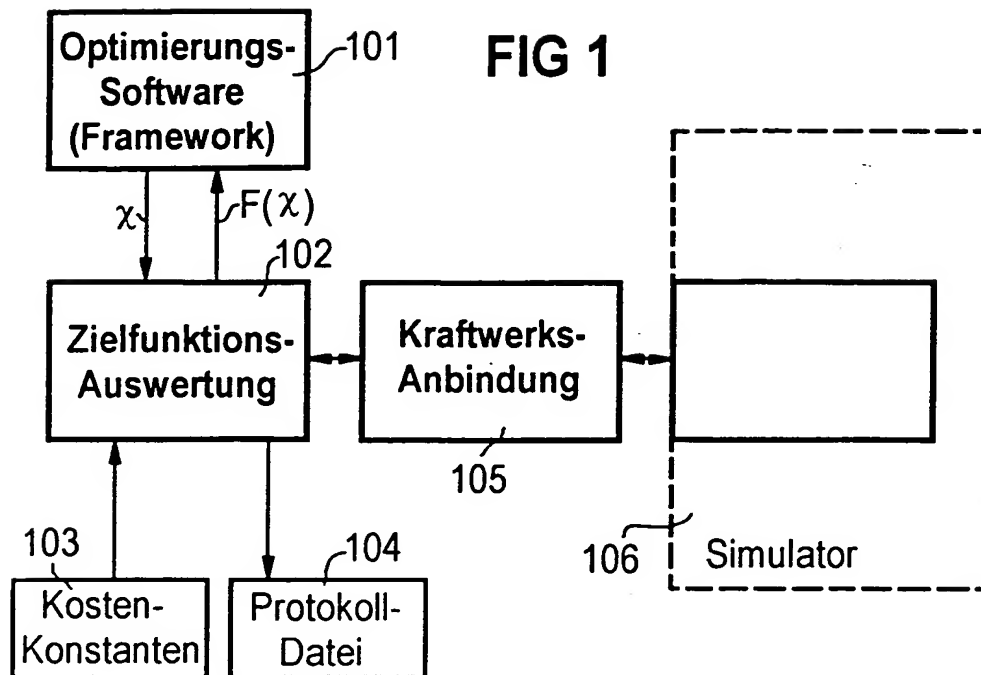 FIG 1
Optimierungs-
Software
(Framework)
101
χ
F(χ)
102
Zielfunktions-
Auswertung
Kraftwerks-
Anbindung
105
103
Kosten-
Konstanten
104
Protokoll-
Datei
106
Simulator